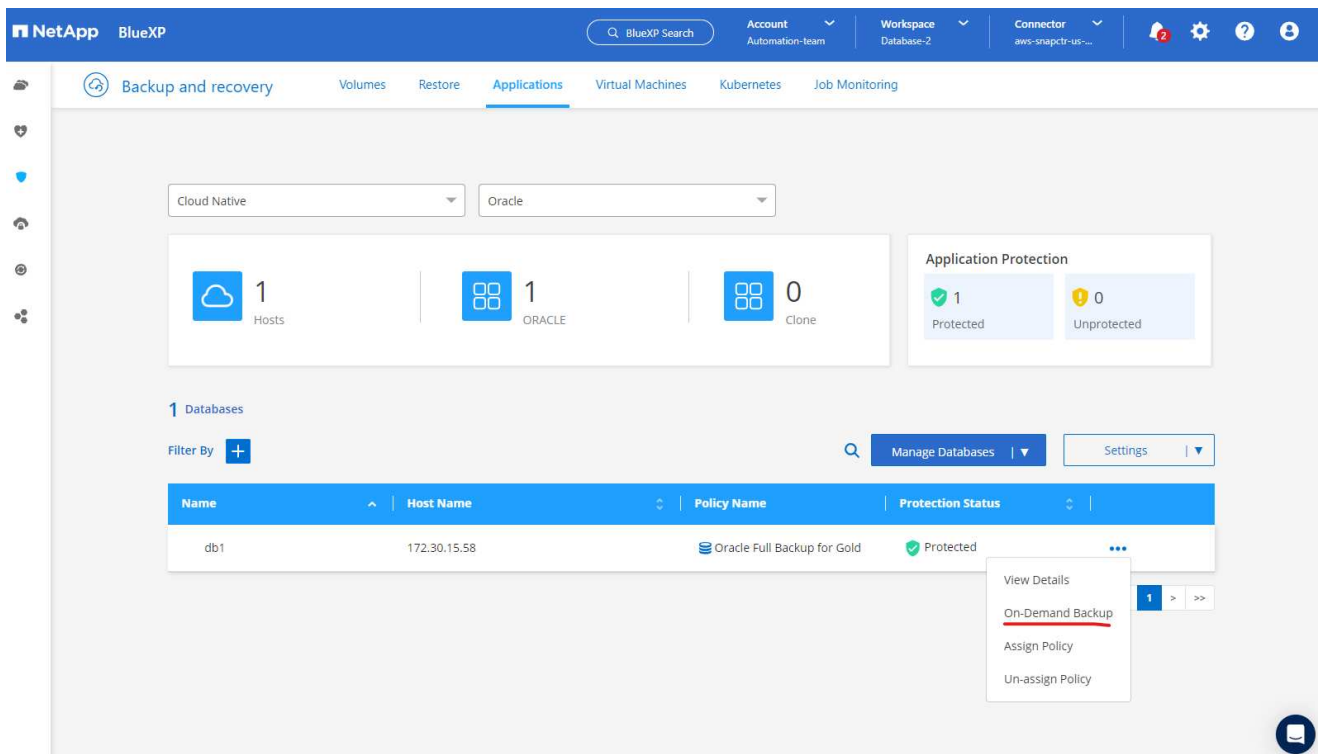 NetApp BlueXP
BlueXP Search
Account
Automation-team
Workspace
Database-2
Connector
aws-snapctr-us-...
2
Backup and recovery
Volumes
Restore
Applications
Virtual Machines
Kubernetes
Job Monitoring
Cloud Native
Oracle
1
Hosts
1
ORACLE
0
Clone
Application Protection
1
Protected
0
Unprotected
1 Databases
Filter By +
Manage Databases | ▼
Settings | ▼
Name
Host Name
Policy Name
Protection Status
db1
172.30.15.58
Oracle Full Backup for Gold
Protected
View Details
On-Demand Backup
Assign Policy
Un-assign Policy
1 > >>